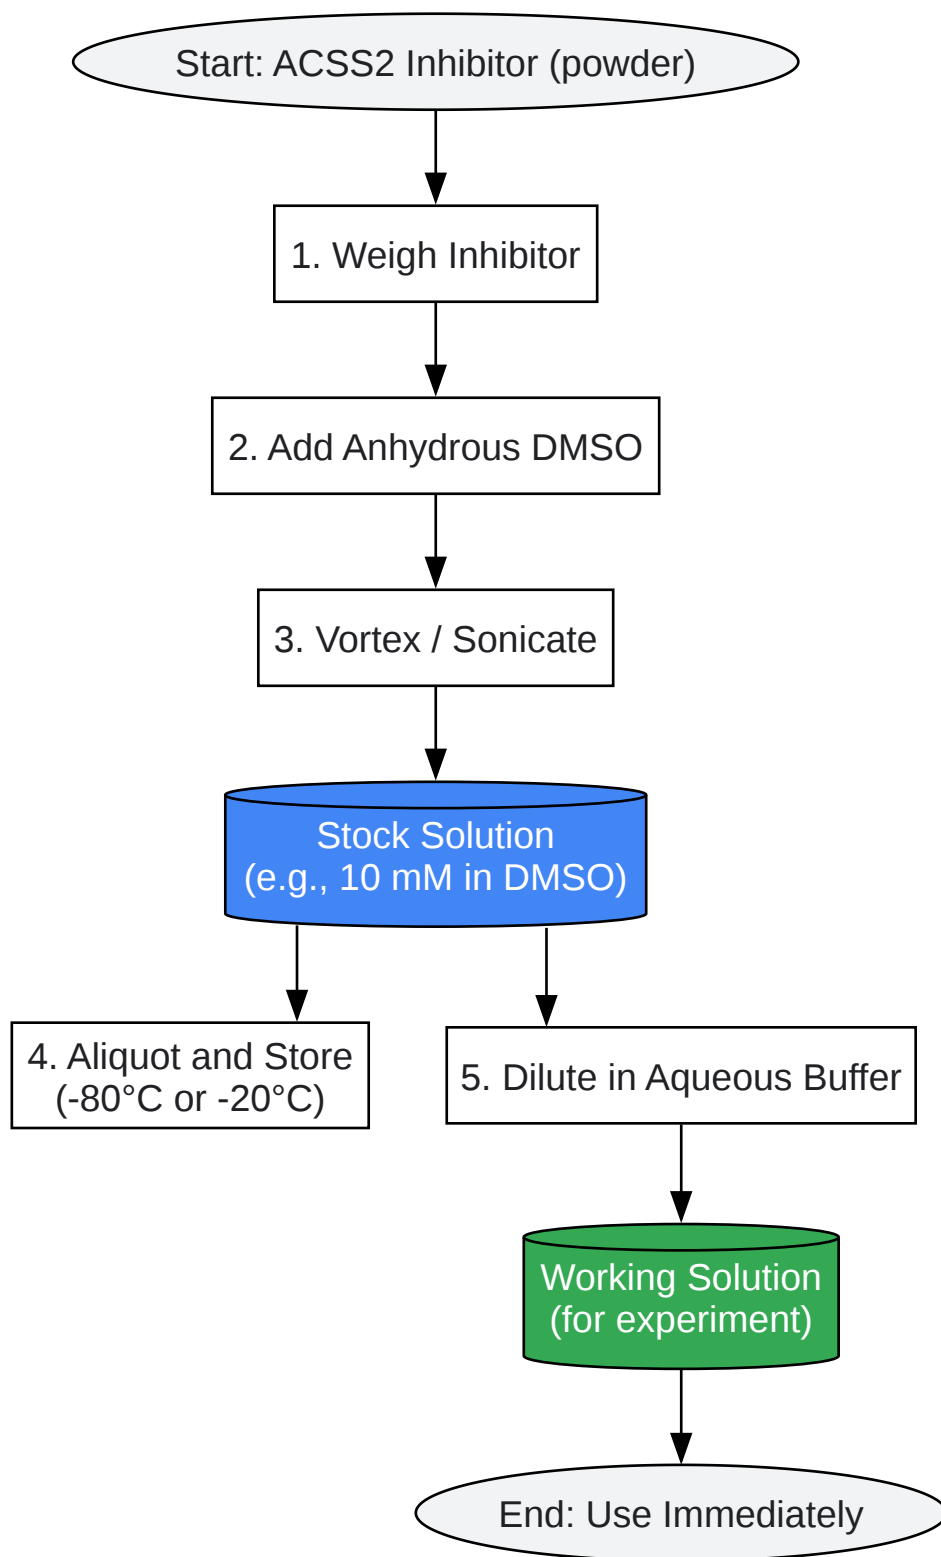 Start: ACSS2 Inhibitor (powder)
1. Weigh Inhibitor
2. Add Anhydrous DMSO
3. Vortex / Sonicate
Stock Solution
(e.g., 10 mM in DMSO)
4. Aliquot and Store
(-80°C or -20°C)
5. Dilute in Aqueous Buffer
Working Solution
(for experiment)
End: Use Immediately